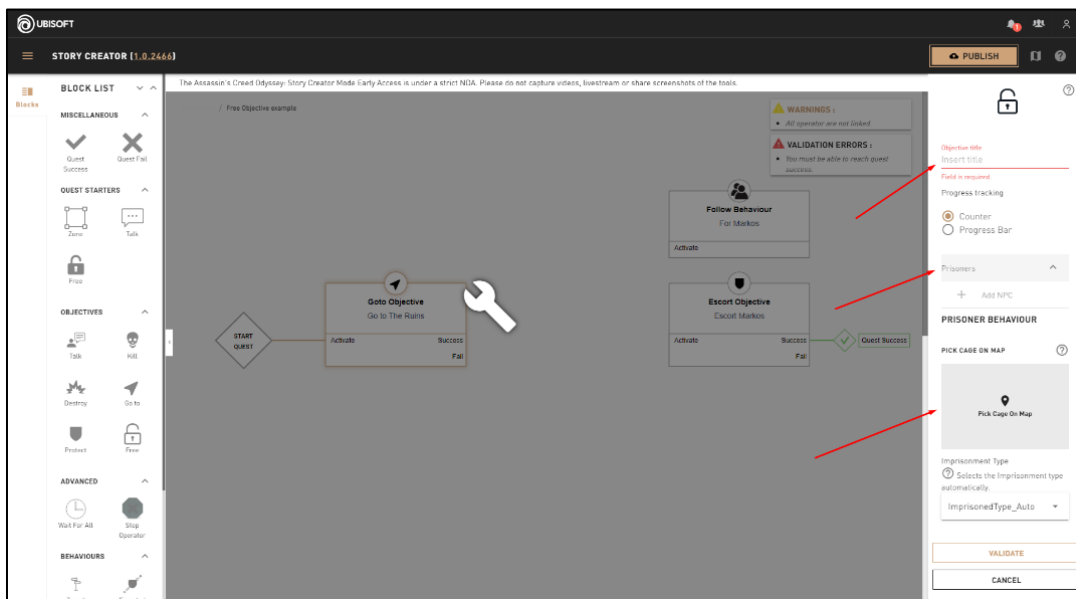 UBISOFT
1
STORY CREATOR (1.0.2466)
PUBLISH
The Assassin's Creed Odyssey: Story Creator Mode Early Access is under a strict NDA. Please do not capture videos, livestream or share screenshots of the tools.
Blocks
BLOCK LIST
MISCELLANEOUS
Quest Success
Quest Fail
QUEST STARTERS
Zone
Talk
Free
OBJECTIVES
Talk
Kill
Destroy
Go to
Protect
Free
ADVANCED
Wait For All
Stop Operator
BEHAVIOURS
/ Free Objective example
WARNINGS :
All operator are not linked.
VALIDATION ERRORS :
You must be able to reach quest
success.
START
QUEST
Goto Objective
Go to The Ruins
Activate
Success
Fail
Follow Behaviour
For Markos
Activate
Escort Objective
Escort Markos
Activate
Success
Fail
Quest Success
Objective title
Insert title
Field is required
Progress tracking
Counter
Progress Bar
Prisoners
+ Add NPC
PRISONER BEHAVIOUR
PICK CAGE ON MAP
Pick Cage On Map
Imprisonment Type
Selects the Imprisonment type
automatically.
ImprisonedType_Auto
VALIDATE
CANCEL